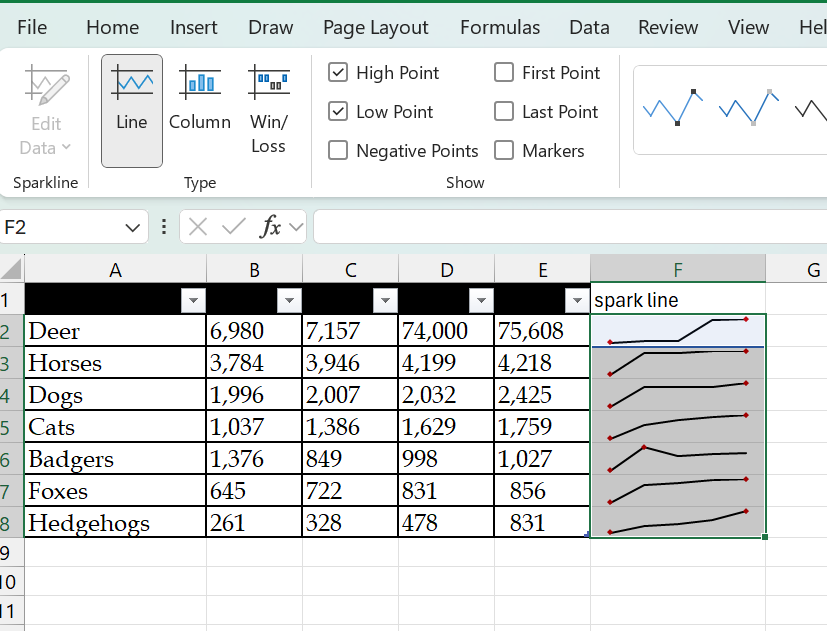 File Home Insert Draw Page Layout Formulas Data Review View Hel
Edit Data
Line
Column
Win/
Loss
High Point
First Point
Low Point
Last Point
Negative Points
Markers
Sparkline
Type
Show
F2
fx
A B C D E F G
1 spark line
2 Deer 6,980 7,157 74,000 75,608
3 Horses 3,784 3,946 4,199 4,218
4 Dogs 1,996 2,007 2,032 2,425
5 Cats 1,037 1,386 1,629 1,759
6 Badgers 1,376 849 998 1,027
7 Foxes 645 722 831 856
8 Hedgehogs 261 328 478 831
9
10
11